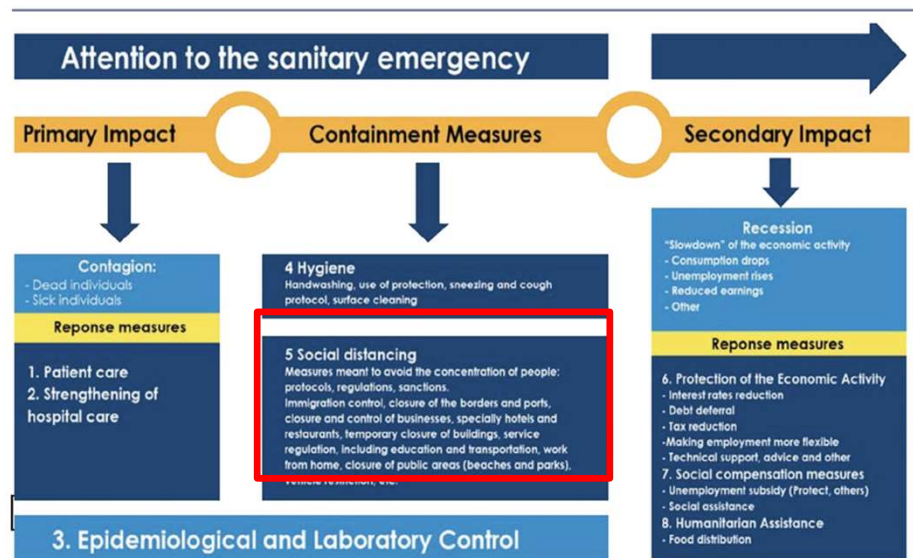 Attention to the sanitary emergency
Primary Impact
Containment Measures
Secondary Impact
Contagion:
- Dead individuals
- Sick individuals
Reponse measures
1. Patient care
2. Strengthening of
hospital care
4 Hygiene
Handwashing, use of protection, sneezing and cough
protocol, surface cleaning
5 Social distancing
Measures meant to avoid the concentration of people:
protocols, regulations, sanctions.
Immigration control, closure of the borders and ports,
closure and control of businesses, specially hotels and
restaurants, temporary closure of buildings, service
regulation, including education and transportation, work
from home, closure of public areas (beaches and parks),
vehicle restriction, etc.
3. Epidemiological and Laboratory Control
Recession
"Slowdown" of the economic activity
- Consumption drops
- Unemployment rises
- Reduced earnings
- Other
Reponse measures
6. Protection of the Economic Activity
- Interest rates reduction
- Debt deferral
- Tax reduction
-Making employment more flexible
- Technical support, advice and other
7. Social compensation measures
- Unemployment subsidy (Protect, others)
- Social assistance
8. Humanitarian Assistance
- Food distribution